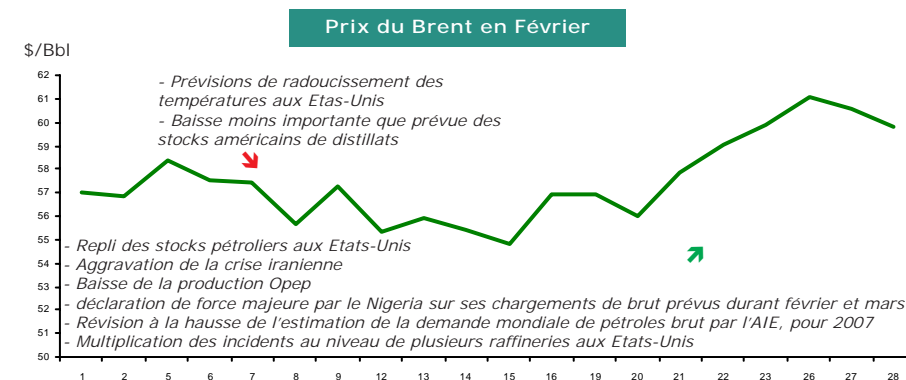 Prix du Brent en Février
$/Bbl
62
61
60
59
58
57
56
55
54
53
52
51
50
- Prévisions de radoucissement des
températures aux Etas-Unis
- Baisse moins importante que prévue des
stocks américains de distillats
- Repli des stocks pétroliers aux Etats-Unis
- Aggravation de la crise iranienne
- Baisse de la production Opep
- déclaration de force majeure par le Nigeria sur ses chargements de brut prévus durant février et mars
- Révision à la hausse de l'estimation de la demande mondiale de pétroles brut par l'AIE, pour 2007
- Multiplication des incidents au niveau de plusieurs raffineries aux Etats-Unis
1 2 5 6 7 8 9 12 13 14 15 16 19 20 21 22 23 26 27 28